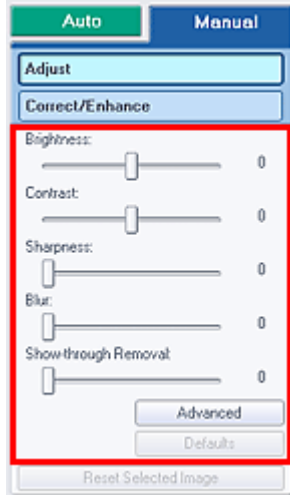 Auto Manual
Adjust
Correct/Enhance
Brightness:
0
Contrast:
0
Sharpness:
0
Blur:
0
Show-through Removal:
0
Advanced
Defaults
Reset Selected Image